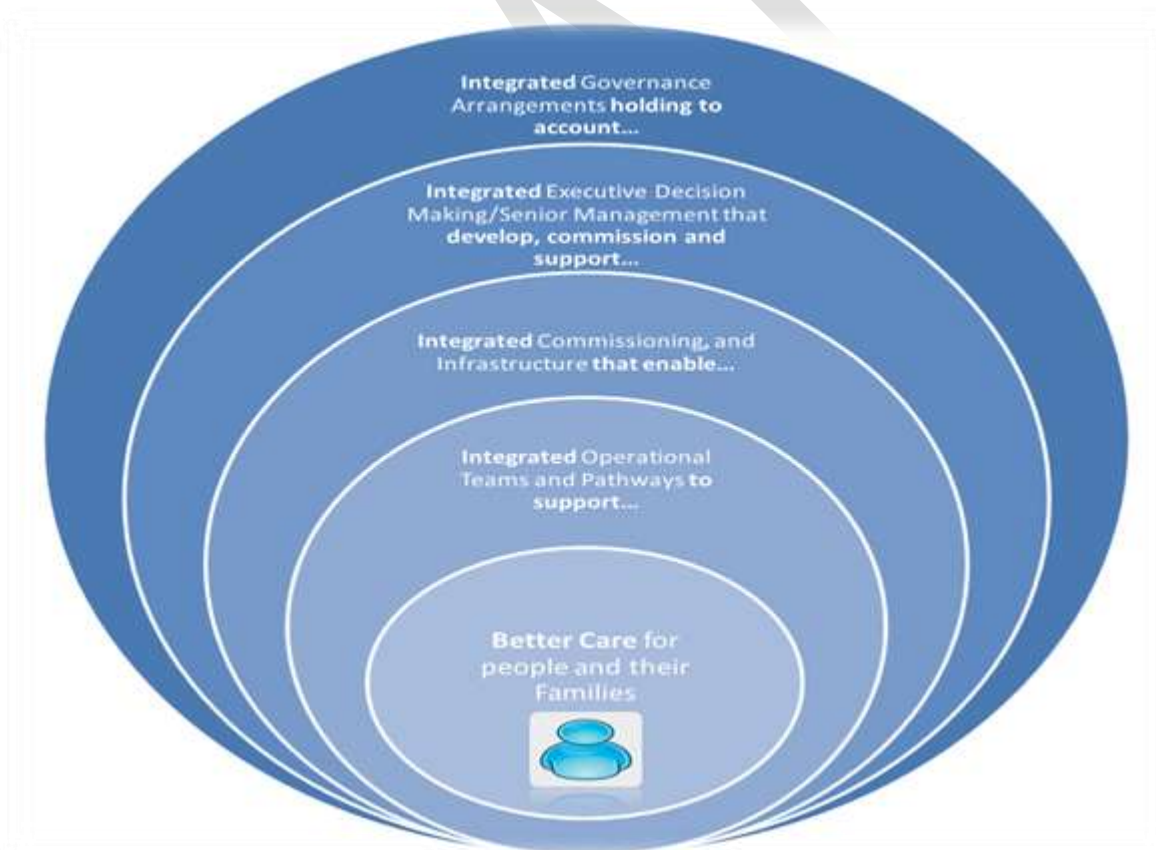 Integrated Governance
Arrangements holding to
account...
Integrated Executive Decision
Making/Senior Management that
develop, commission and
support...
Integrated Commissioning, and
Infrastructure that enable...
Integrated Operational
Teams and Pathways to
support...
Better Care for
people and their
Families